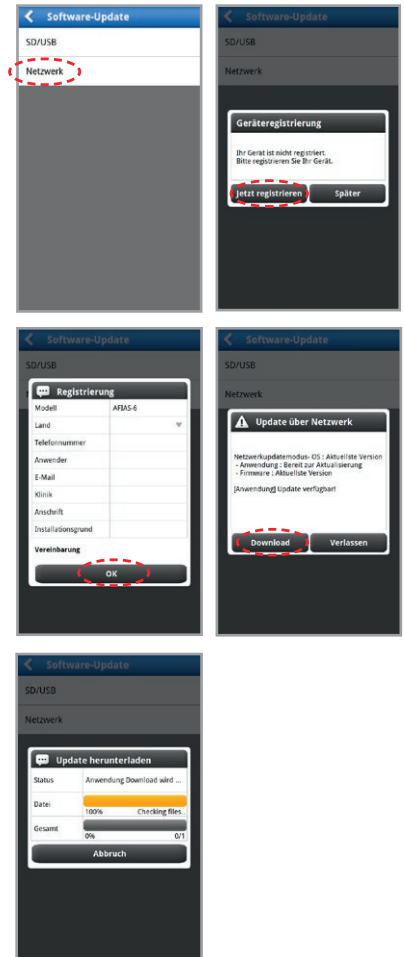 Software-Update
SD/USB
Netzwerk
Software-Update
SD/USB
Netzwerk
Geräteregistrierung
Ihr Gerät ist nicht registriert.
Bitte registrieren Sie Ihr Gerät.
Jetzt registrieren
Später
Software-Update
SD/USB
Registrierung
Modell AFIAS-6
Land
Telefonnummer
Anwender
E-Mail
Klinik
Anschrift
Installationsgrund
Vereinbarung
OK
Software-Update
SD/USB
Netzwerk
Update über Netzwerk
Netzwerkupdatemodus- OS : Aktuellste Version
- Anwendung : Bereit zur Aktualisierung
- Firmware : Aktuellste Version
[Anwendung] Update verfügbar!
Download
Verlassen
Software-Update
SD/USB
Netzwerk
Update herunterladen
Status Anwendung Download wird ...
Datei
100% Checking files..
Gesamt
0% 0/1
Abbruch